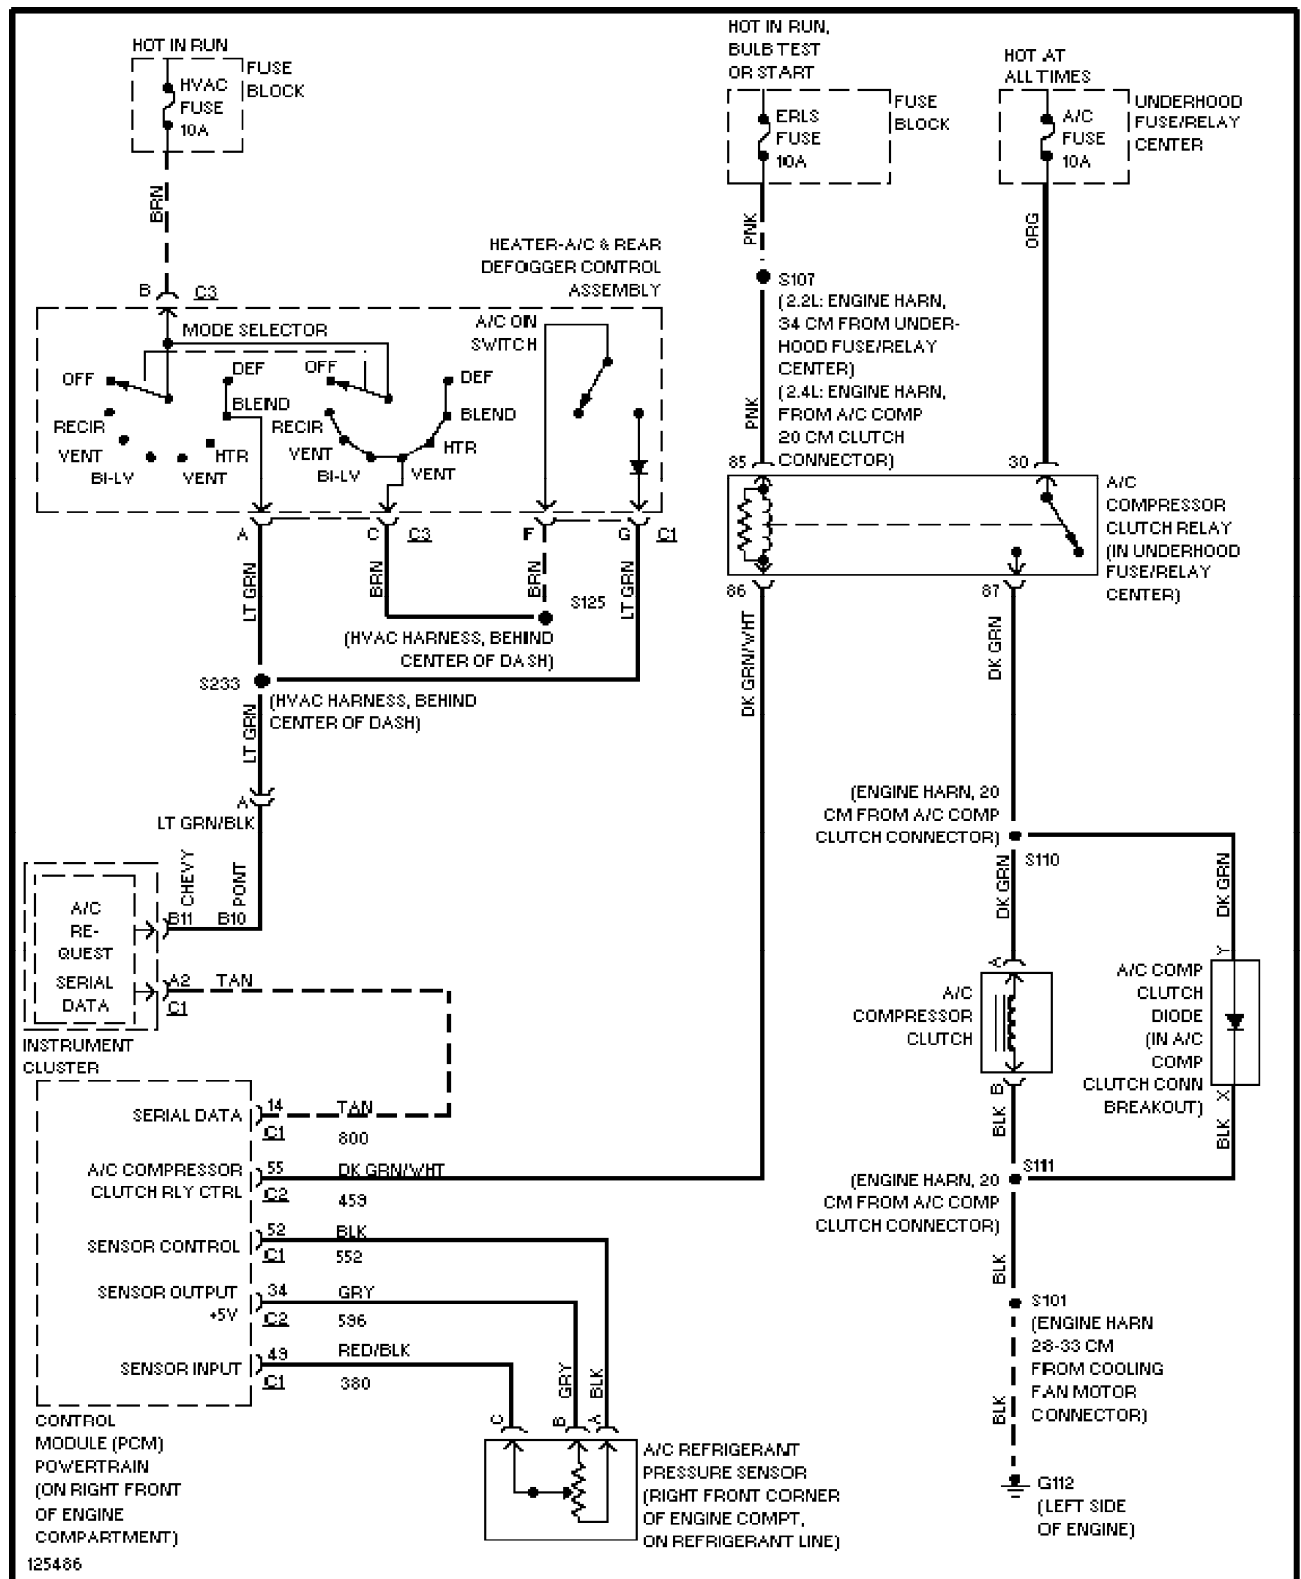 HOT IN RUN
FUSE
BLOCK
HVAC
FUSE
10A
BRN
B
C3
HOT IN RUN,
BULB TEST
OR START
FUSE
BLOCK
ERLS
FUSE
10A
HOT AT
ALL TIMES
UNDERHOOD
FUSE/RELAY
CENTER
A/C
FUSE
10A
PNK
ORG
S107
(2.2L: ENGINE HARN,
34 CM FROM UNDER-
HOOD FUSE/RELAY
CENTER)
(2.4L: ENGINE HARN,
FROM A/C COMP
20 CM CLUTCH
CONNECTOR)
PNK
HEATER-A/C & REAR
DEFOGGER CONTROL
ASSEMBLY
MODE SELECTOR
A/C ON
SWITCH
OFF
DEF
BLEND
RECIR
VENT
BI-LV
VENT
HTR
OFF
DEF
BLEND
RECIR
VENT
BI-LV
VENT
HTR
A
C
C3
F
G
C1
LT GRN
BRN
BRN
LT GRN
S125
(HVAC HARNESS, BEHIND
CENTER OF DASH)
S233
(HVAC HARNESS, BEHIND
CENTER OF DASH)
LT GRN
A
LT GRN/BLK
CHEVY
PONT
B11
B10
85
30
A/C
COMPRESSOR
CLUTCH RELAY
(IN UNDERHOOD
FUSE/RELAY
CENTER)
86
87
DK GRN/WHT
DK GRN
(ENGINE HARN, 20
CM FROM A/C COMP
CLUTCH CONNECTOR)
S110
DK GRN
DK GRN
A
Y
A/C
COMPRESSOR
CLUTCH
A/C COMP
CLUTCH
DIODE
(IN A/C
COMP
CLUTCH CONN
BREAKOUT)
B
X
BLK
BLK
S111
(ENGINE HARN, 20
CM FROM A/C COMP
CLUTCH CONNECTOR)
BLK
S101
(ENGINE HARN
28-33 CM
FROM COOLING
FAN MOTOR
CONNECTOR)
BLK
G112
(LEFT SIDE
OF ENGINE)
A/C
RE-
QUEST
SERIAL
DATA
A2
TAN
C1
INSTRUMENT
CLUSTER
SERIAL DATA
14
TAN
C1
800
A/C COMPRESSOR
CLUTCH RLY CTRL
55
DK GRN/WHT
C2
459
SENSOR CONTROL
52
BLK
C1
552
SENSOR OUTPUT
+5V
34
GRY
C2
596
SENSOR INPUT
49
RED/BLK
C1
380
CONTROL
MODULE (PCM)
POWERTRAIN
(ON RIGHT FRONT
OF ENGINE
COMPARTMENT)
GRY
BLK
C
B
A
A/C REFRIGERANT
PRESSURE SENSOR
(RIGHT FRONT CORNER
OF ENGINE COMPT,
ON REFRIGERANT LINE)
125486